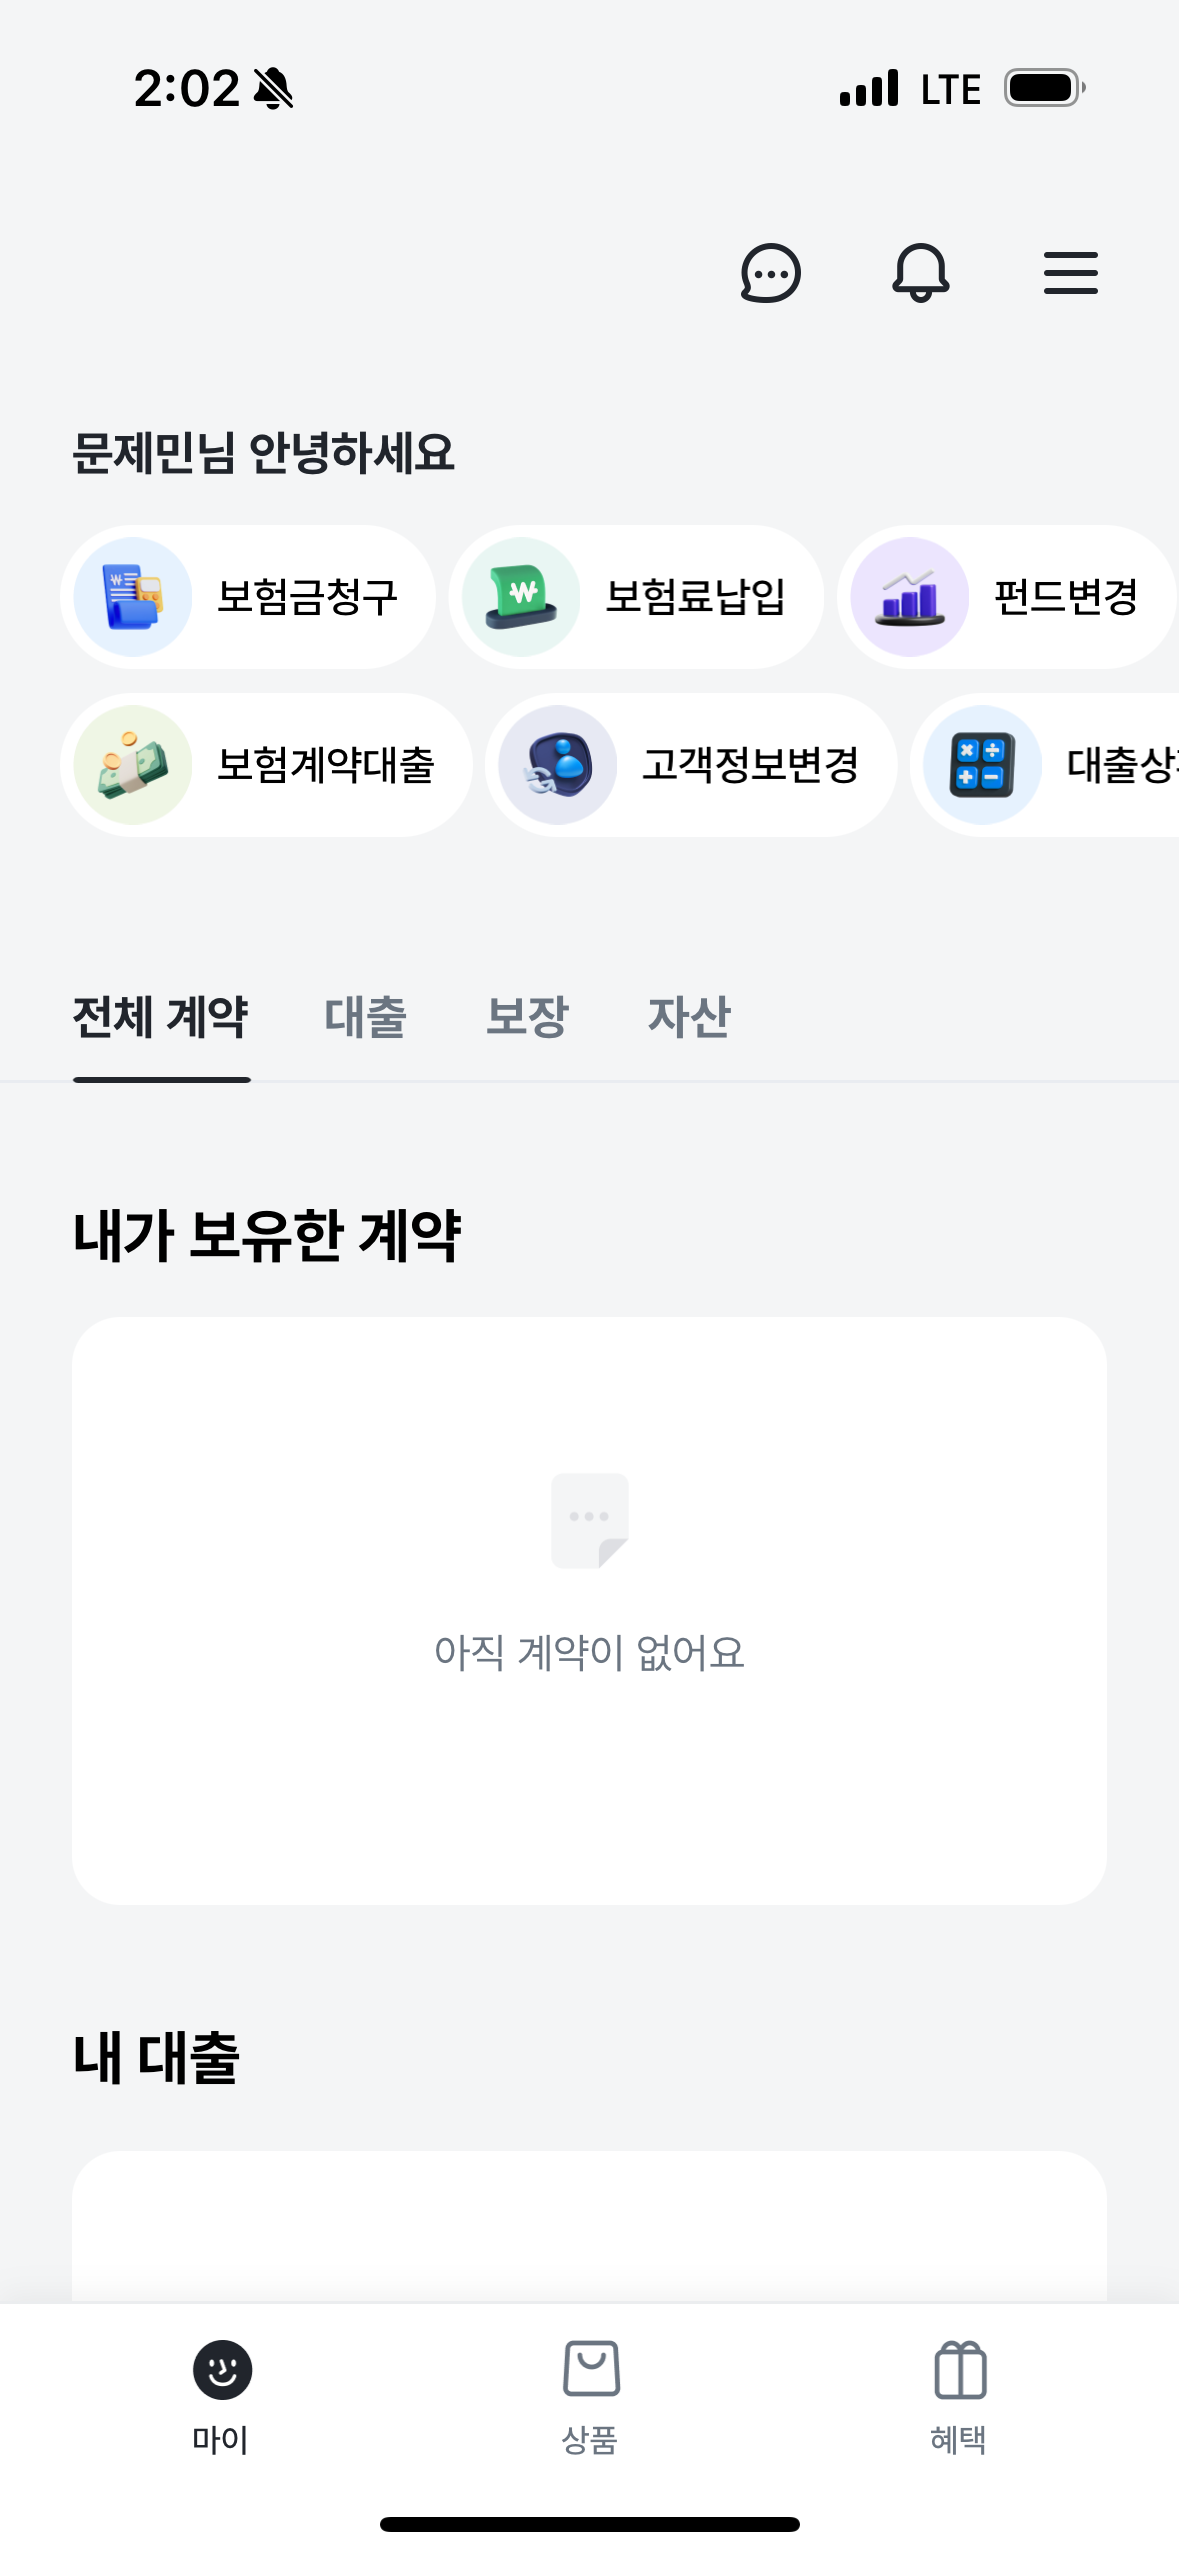 2:02 LTE
문제민님 안녕하세요
보험금청구 보험료납입 펀드변경
보험계약대출 고객정보변경 대출상
전체 계약 대출 보장 자산
내가 보유한 계약
아직 계약이 없어요
내 대출
마이 상품 혜택